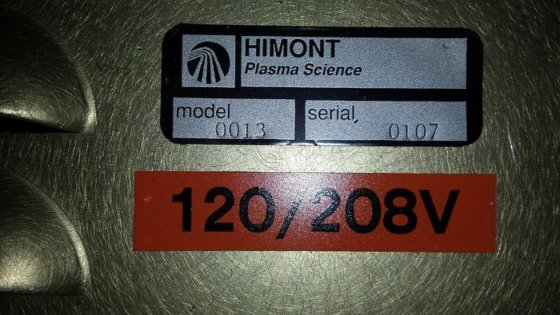 HIMONT
Plasma Science
model 0013
serial 0107
120/208V